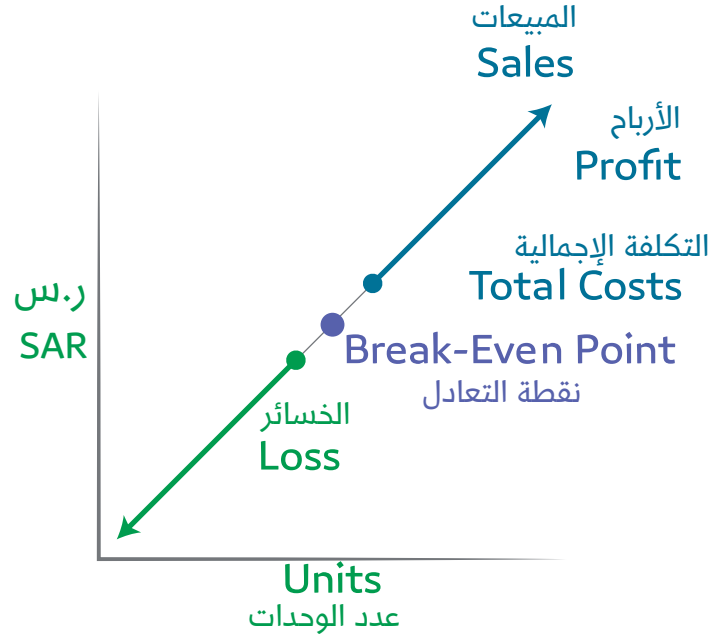 المبيعات
Sales
الأرباح
Profit
التكلفة الإجمالية
Total Costs
ر.س
SAR
Break-Even Point
نقطة التعادل
الخسائر
Loss
Units
عدد الوحدات